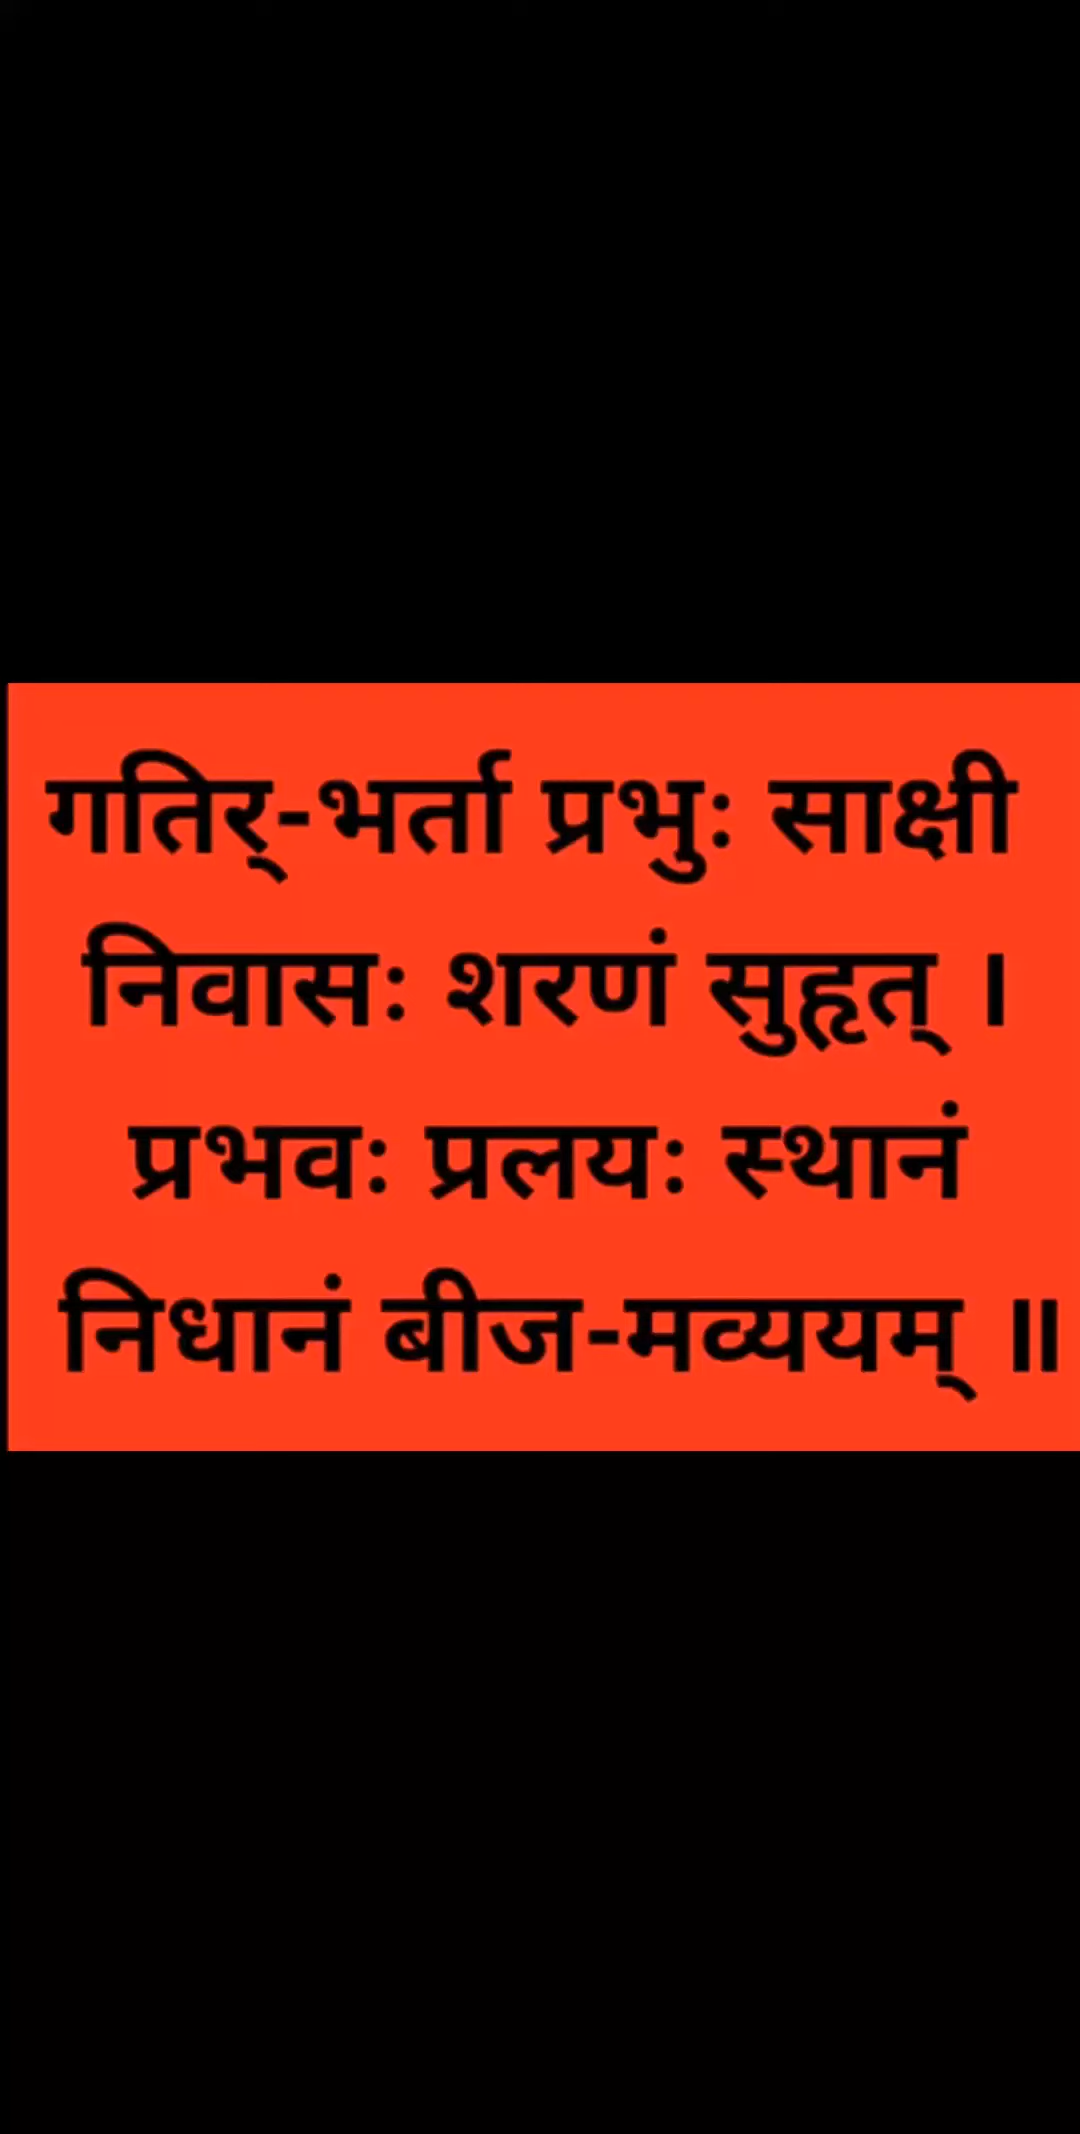 गतिर्-भर्ता प्रभुः साक्षी
निवासः शरणं सुहृत् ।
प्रभवः प्रलयः स्थानं
निधानं बीज-मव्ययम् ॥